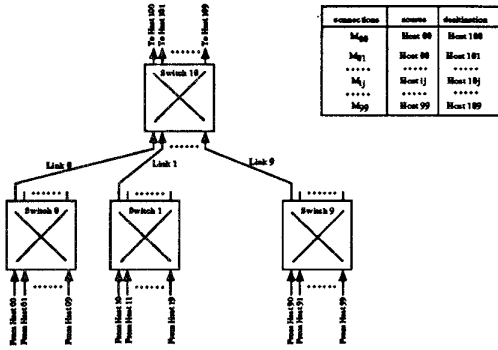 To Host 100
To Host 101
To Host 109
Switch 10
Link 0
Link 1
Link 9
Switch 0
Switch 1
Switch 9
From Host 00
From Host 01
From Host 09
From Host 10
From Host 11
From Host 19
From Host 90
From Host 91
From Host 99
connections source destination
M00 Host 00 Host 100
M01 Host 00 Host 101
......
Mij Host ij Host 10j
......
M99 Host 99 Host 109